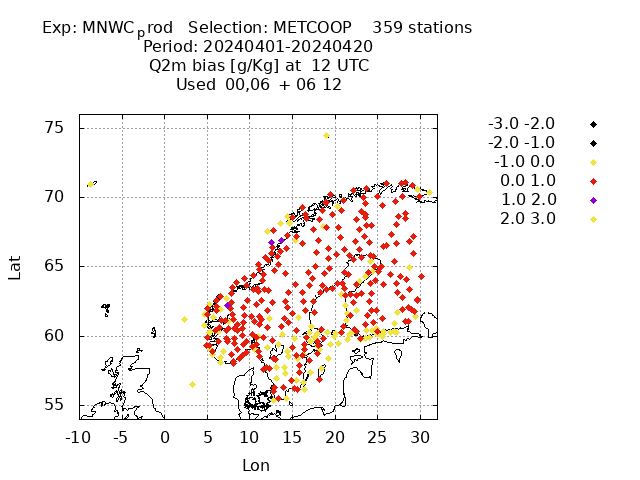 Exp: MNWCprod   Selection: METCOOP    359 stations
Period: 20240401-20240420
Q2m bias [g/Kg] at  12 UTC
Used  00,06  + 06 12
-3.0 -2.0
-2.0 -1.0
-1.0 0.0
0.0 1.0
1.0 2.0
2.0 3.0
75
70
65
60
55
Lat
-10 -5 0 5 10 15 20 25 30
Lon